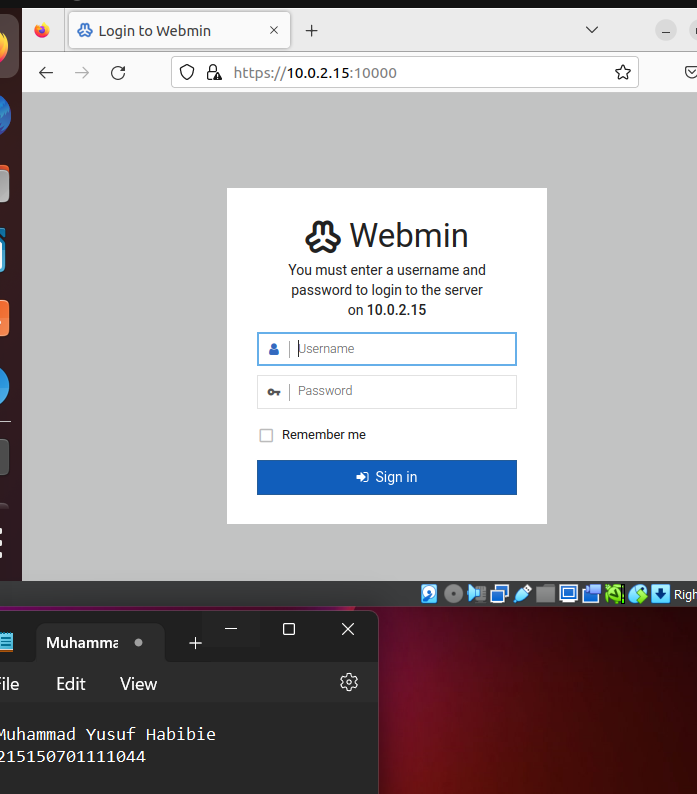 Login to Webmin
https://10.0.2.15:10000
Webmin
You must enter a username and
password to login to the server
on 10.0.2.15
Username
Password
Remember me
Sign in
Righ
Muhamma
File Edit View
Muhammad Yusuf Habibie
215150701111044